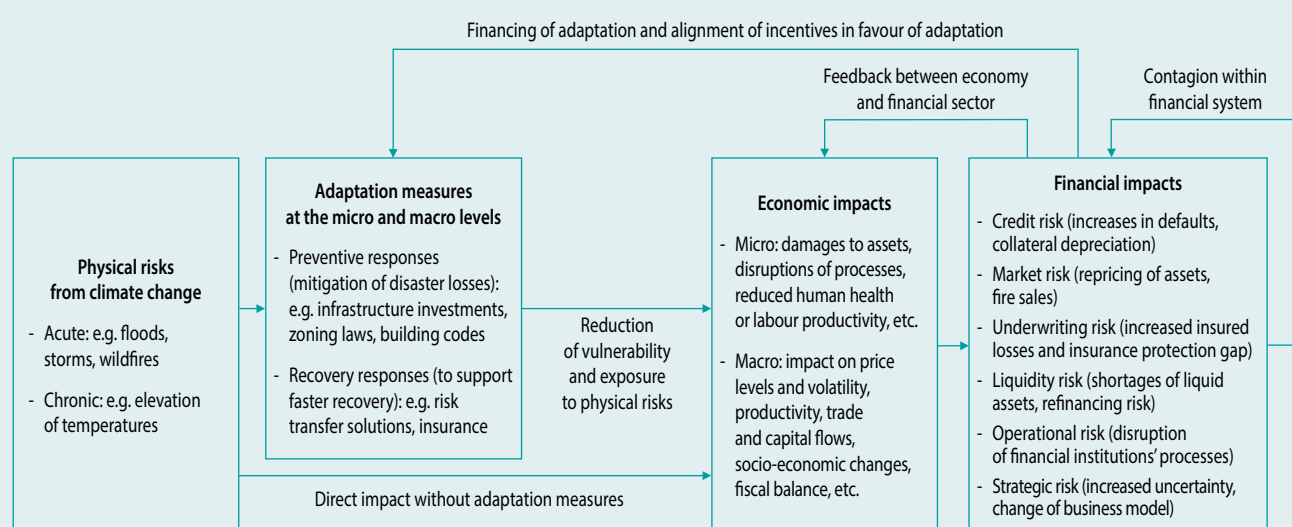 Financing of adaptation and alignment of incentives in favour of adaptation
Feedback between economy
and financial sector
Contagion within
financial system
Physical risks
from climate change
- Acute: e.g. floods,
storms, wildfires
- Chronic: e.g. elevation
of temperatures
Adaptation measures
at the micro and macro levels
- Preventive responses
(mitigation of disaster losses):
e.g. infrastructure investments,
zoning laws, building codes
- Recovery responses (to support
faster recovery): e.g. risk
transfer solutions, insurance
Reduction
of vulnerability
and exposure
to physical risks
Direct impact without adaptation measures
Economic impacts
- Micro: damages to assets,
disruptions of processes,
reduced human health
or labour productivity, etc.
- Macro: impact on price
levels and volatility,
productivity, trade
and capital flows,
socio-economic changes,
fiscal balance, etc.
Financial impacts
- Credit risk (increases in defaults,
collateral depreciation)
- Market risk (repricing of assets,
fire sales)
- Underwriting risk (increased insured
losses and insurance protection gap)
- Liquidity risk (shortages of liquid
assets, refinancing risk)
- Operational risk (disruption
of financial institutions' processes)
- Strategic risk (increased uncertainty,
change of business model)